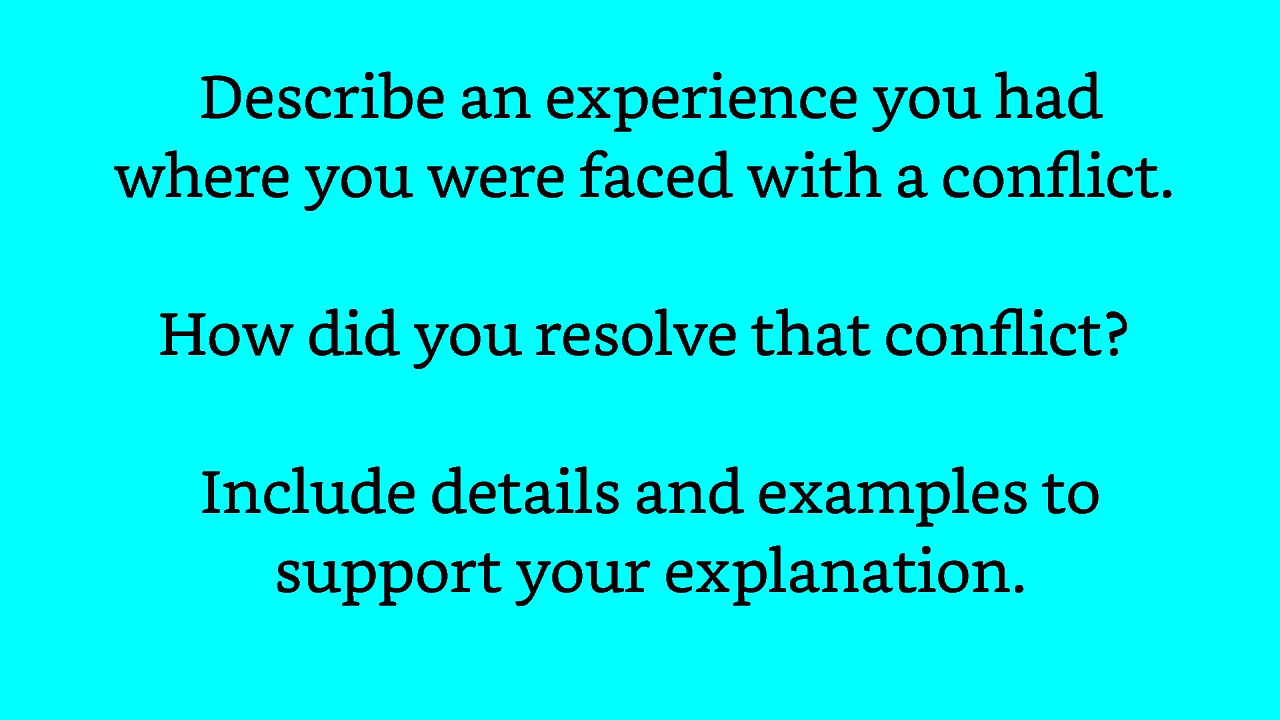 Describe an experience you had
where you were faced with a conflict.
How did you resolve that conflict?
Include details and examples to
support your explanation.